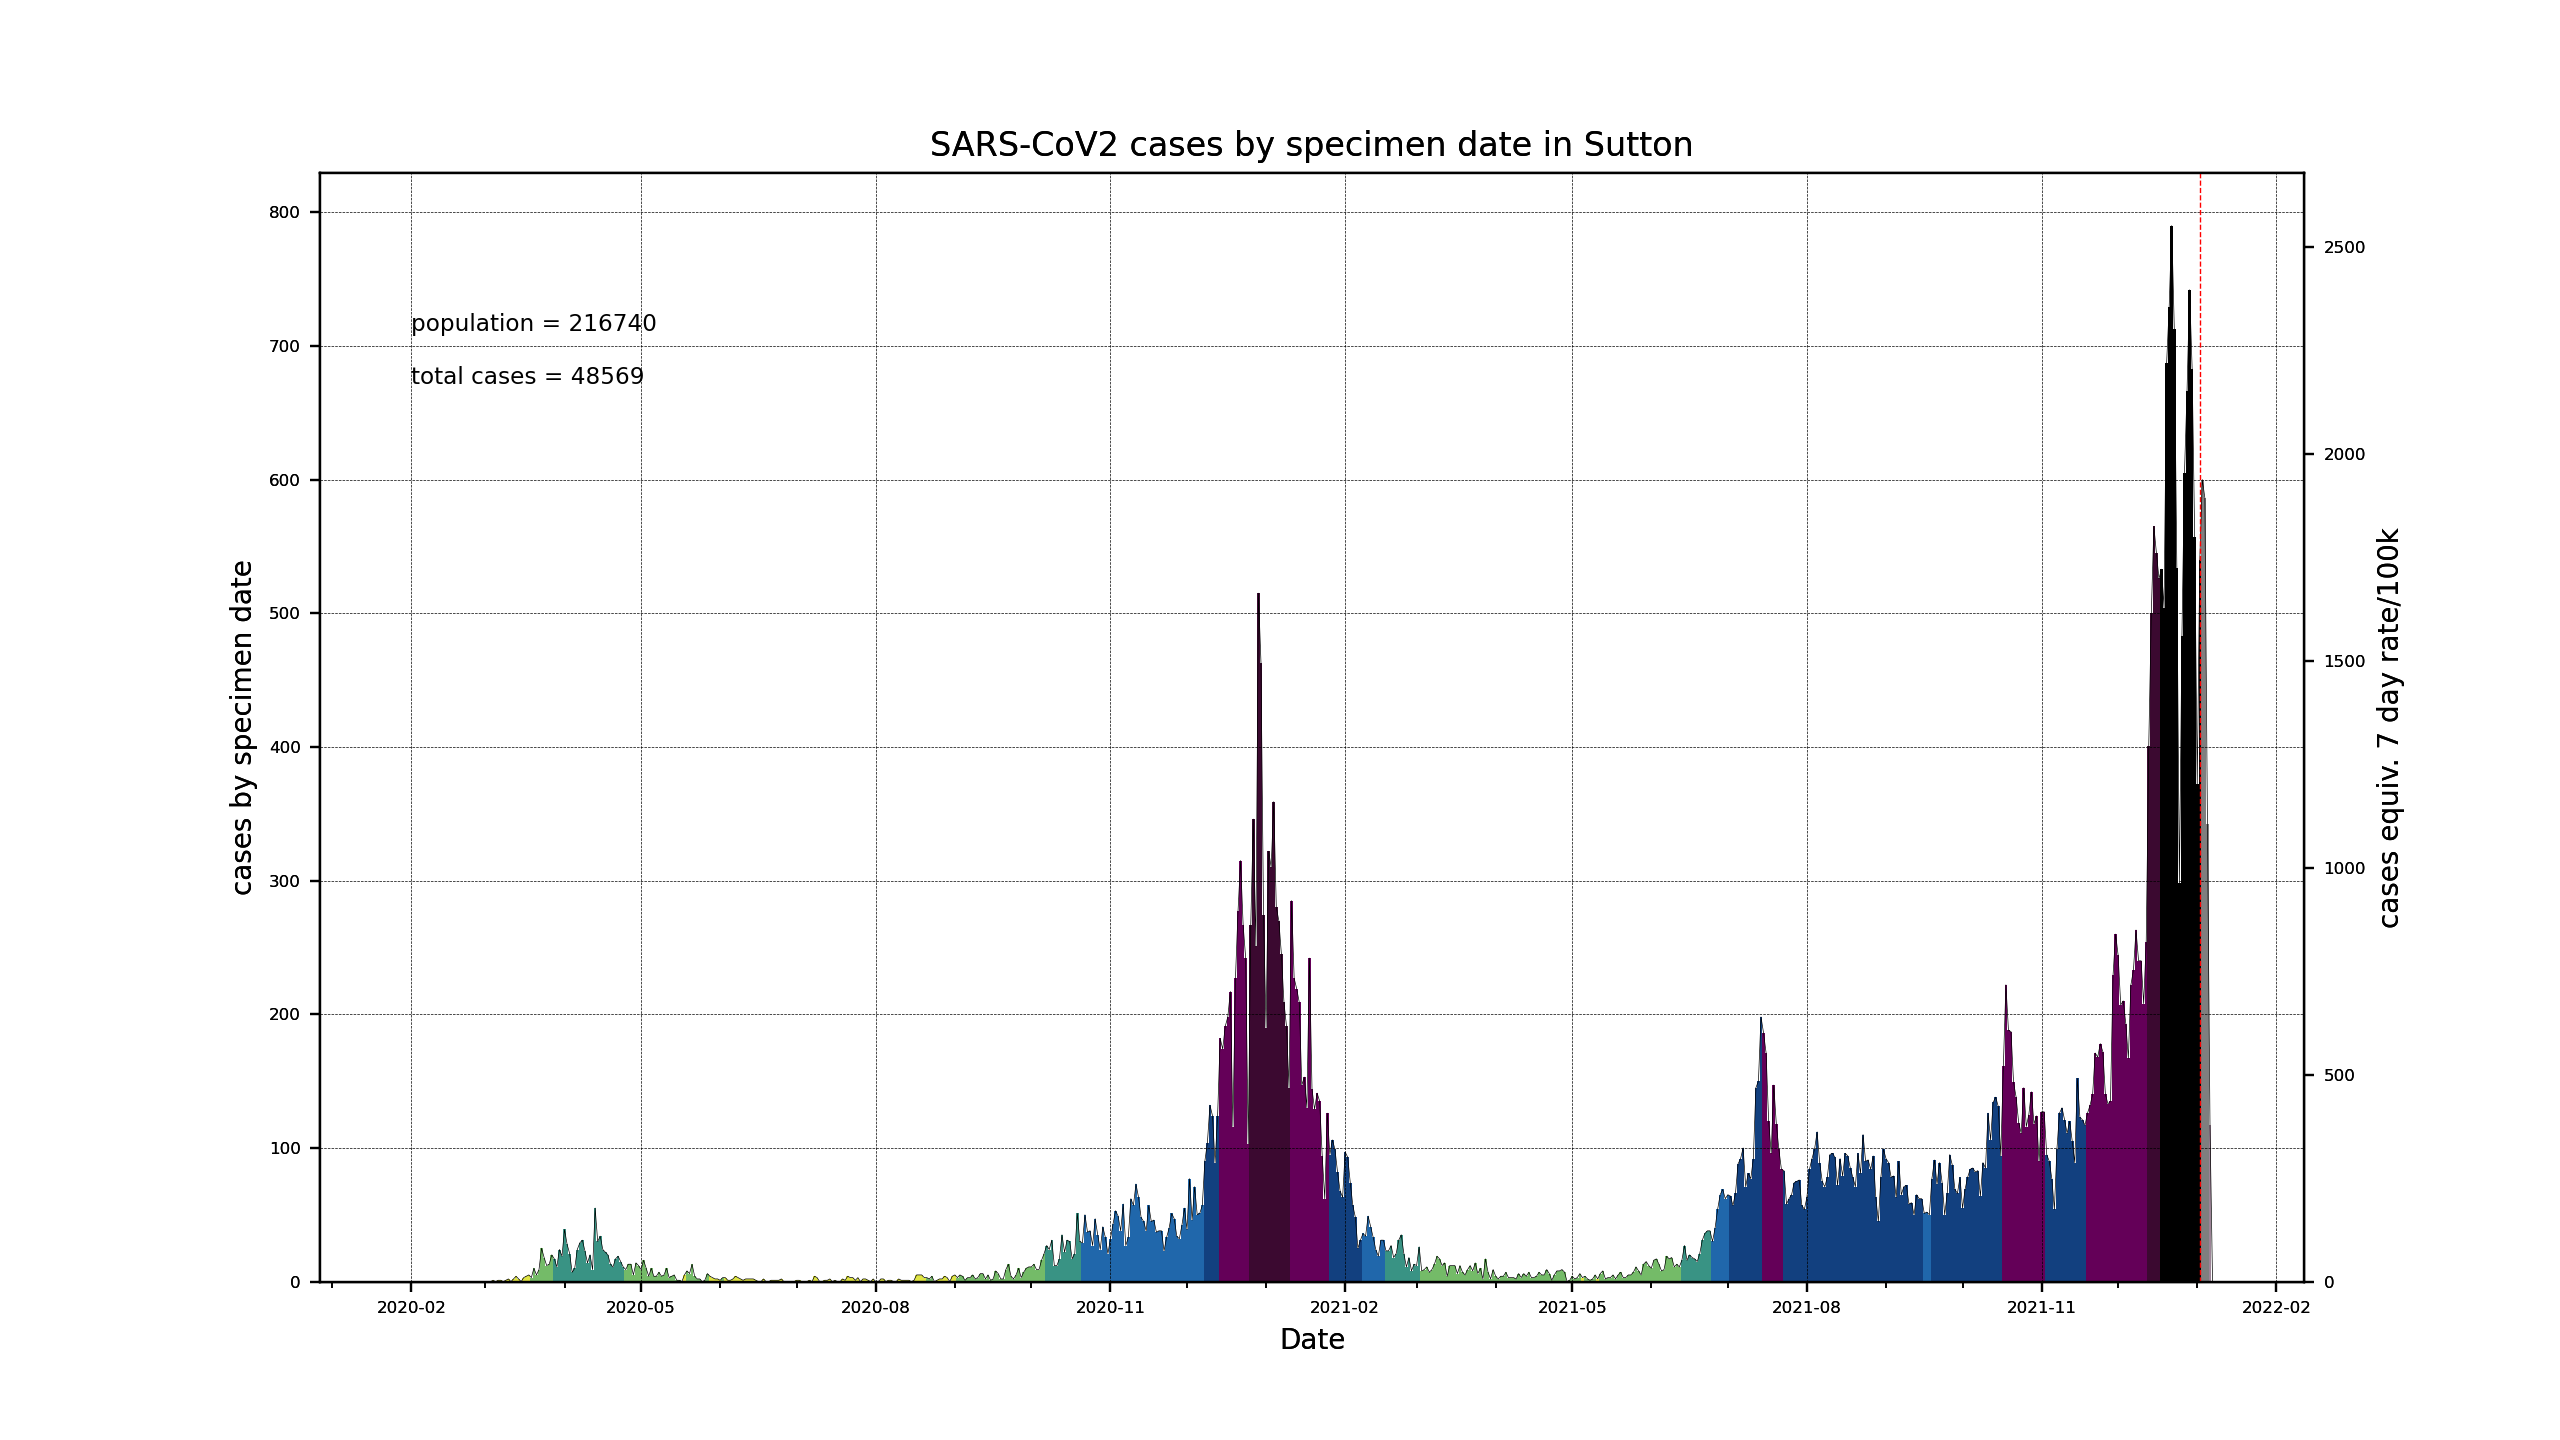 SARS-CoV2 cases by specimen date in Sutton
population = 216740
total cases = 48569
cases by specimen date
800
700
600
500
400
300
200
100
0
2500
2000
1500
1000
500
0
cases equiv. 7 day rate/100k
2020-02 2020-05 2020-08 2020-11 2021-02 2021-05 2021-08 2021-11 2022-02
Date